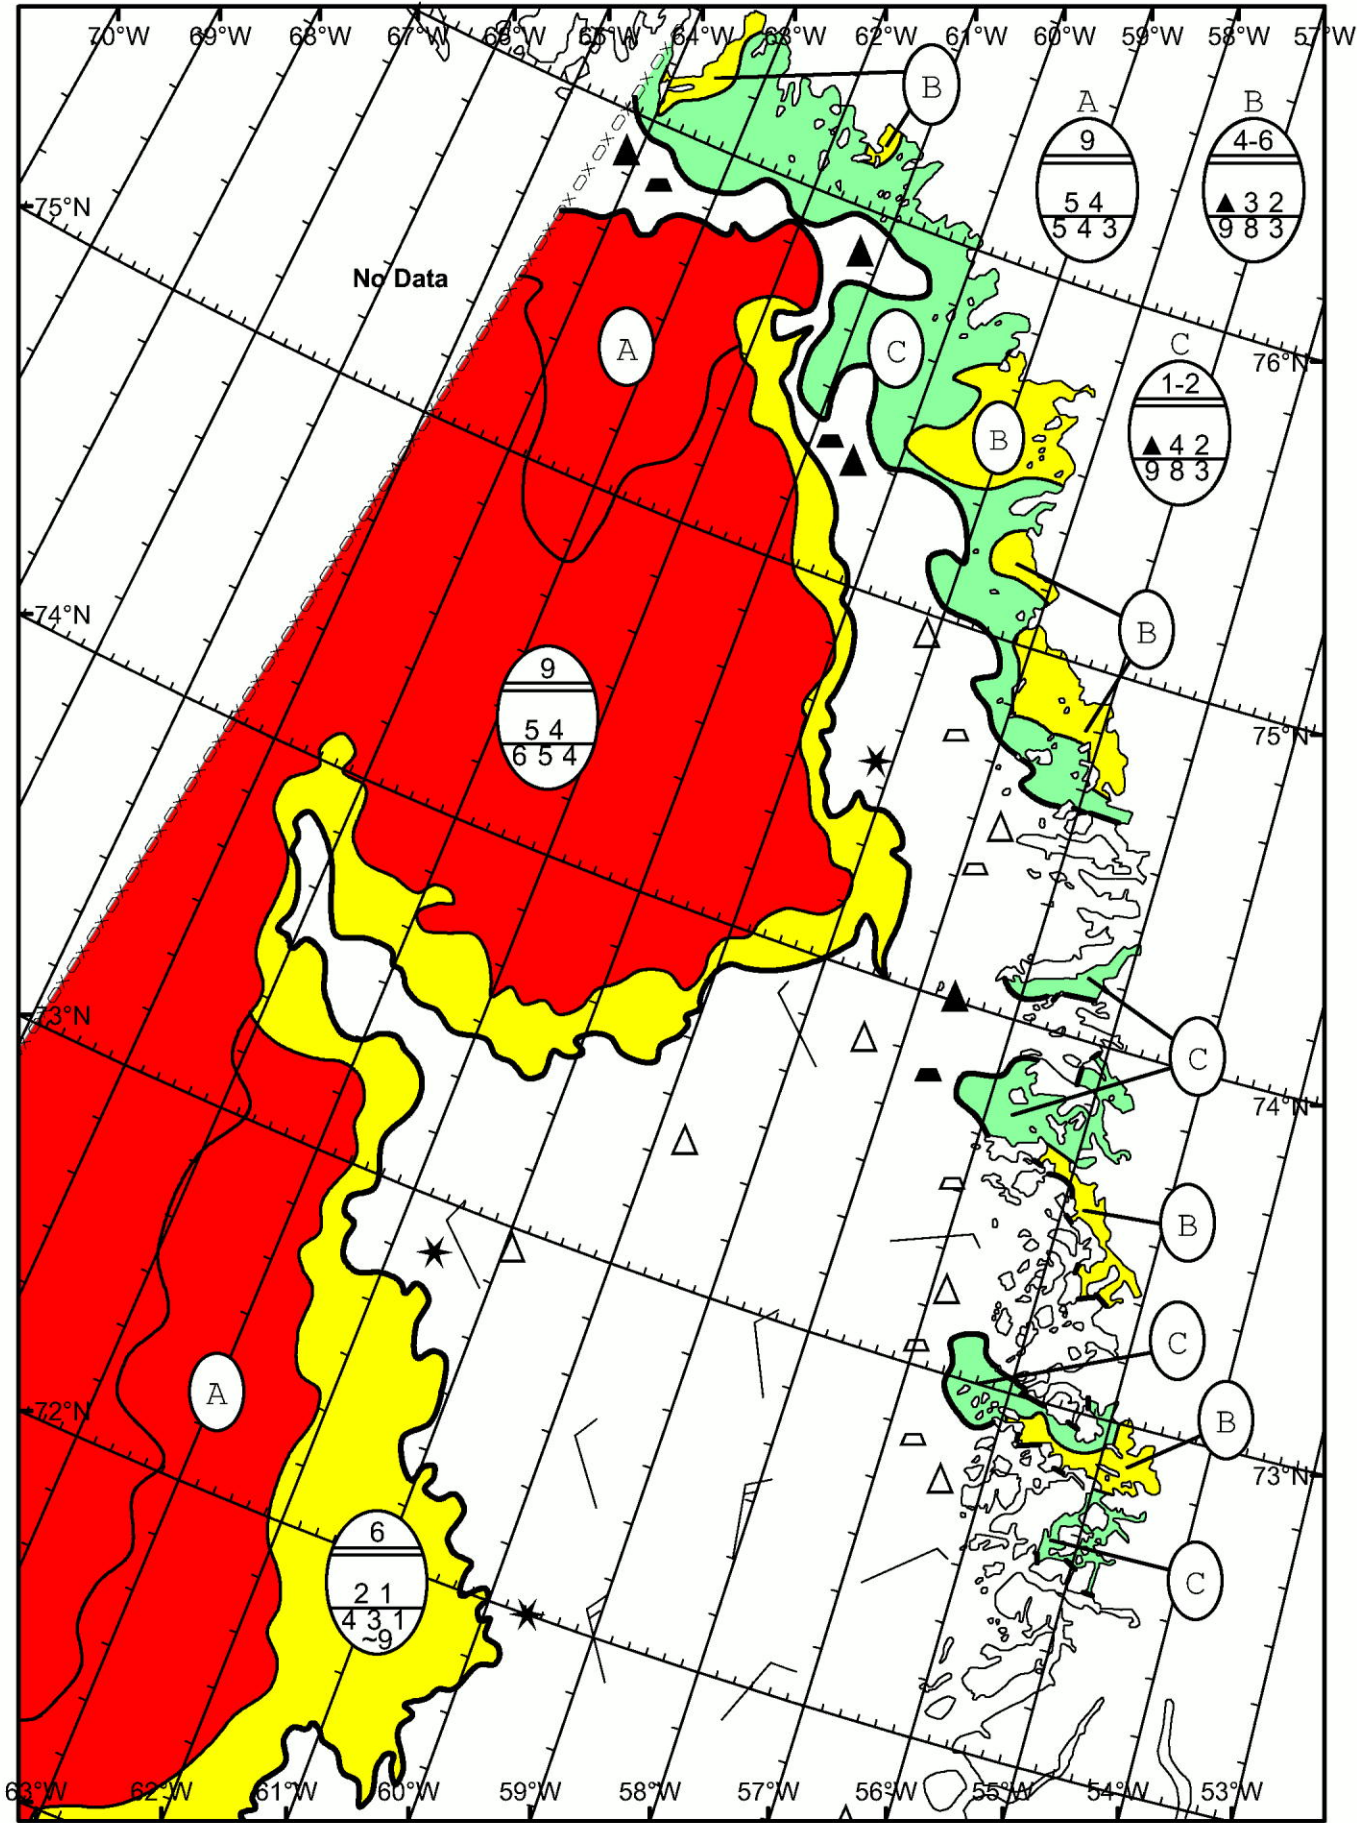 70°W 69°W 68°W 67°W 66°W 65°W 64°W 63°W 62°W 61°W 60°W 59°W 58°W 57°W
B
A B
9 4-6
5 4 3 2
5 4 3 9 8 3
75°N
No Data
A
C
C
76°N
1-2
B
4 2
9 8 3
74°N
B
9
5 4
6 5 4
75°N
73°N
C
74°N
B
C
A
72°N
B
73°N
6
2 1
4 3 1
~9
C
63°W 62°W 61°W 60°W 59°W 58°W 57°W 56°W 55°W 54°W 53°W